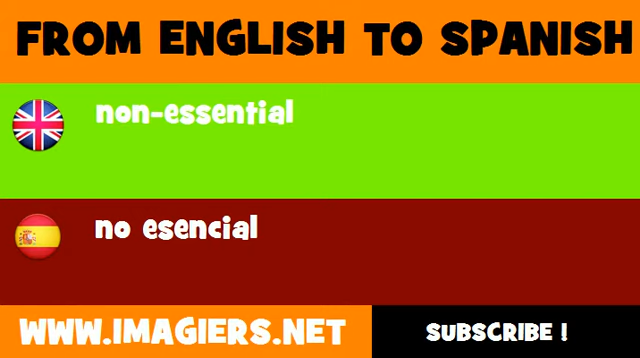 FROM ENGLISH TO SPANISH
non-essential
no esencial
WWW.IMAGIERS.NET
SUBSCRIBE !